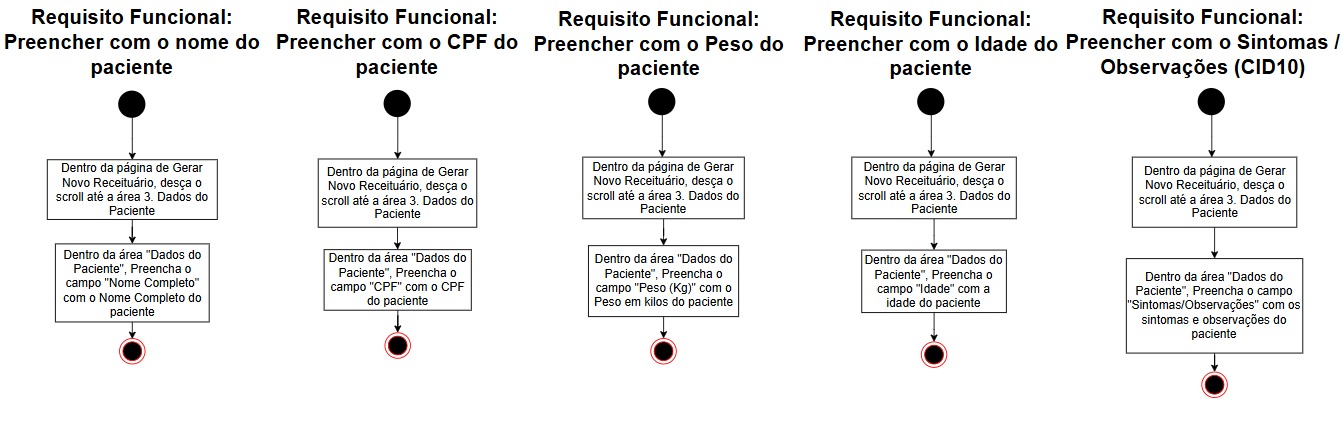 Requisito Funcional:
Preencher com o nome do
paciente
Dentro da página de Gerar
Novo Receituário, desça o
scroll até a área 3. Dados do
Paciente
Dentro da área "Dados do
Paciente", Preencha o
campo "Nome Completo"
com o Nome Completo do
paciente
Requisito Funcional:
Preencher com o CPF do
paciente
Dentro da página de Gerar
Novo Receituário, desça o
scroll até a área 3. Dados do
Paciente
Dentro da área "Dados do
Paciente", Preencha o
campo "CPF" com o CPF
do paciente
Requisito Funcional:
Preencher com o Peso do
paciente
Dentro da página de Gerar
Novo Receituário, desça o
scroll até a área 3. Dados do
Paciente
Dentro da área "Dados do
Paciente", Preencha o
campo "Peso (Kg)" com o
Peso em kilos do paciente
Requisito Funcional:
Preencher com o Idade do
paciente
Dentro da página de Gerar
Novo Receituário, desça o
scroll até a área 3. Dados do
Paciente
Dentro da área "Dados do
Paciente", Preencha o
campo "Idade" com a
idade do paciente
Requisito Funcional:
Preencher com o Sintomas /
Observações (CID10)
Dentro da página de Gerar
Novo Receituário, desça o
scroll até a área 3. Dados do
Paciente
Dentro da área "Dados do
Paciente", Preencha o campo
"Sintomas/Observações" com os
sintomas e observações do
paciente